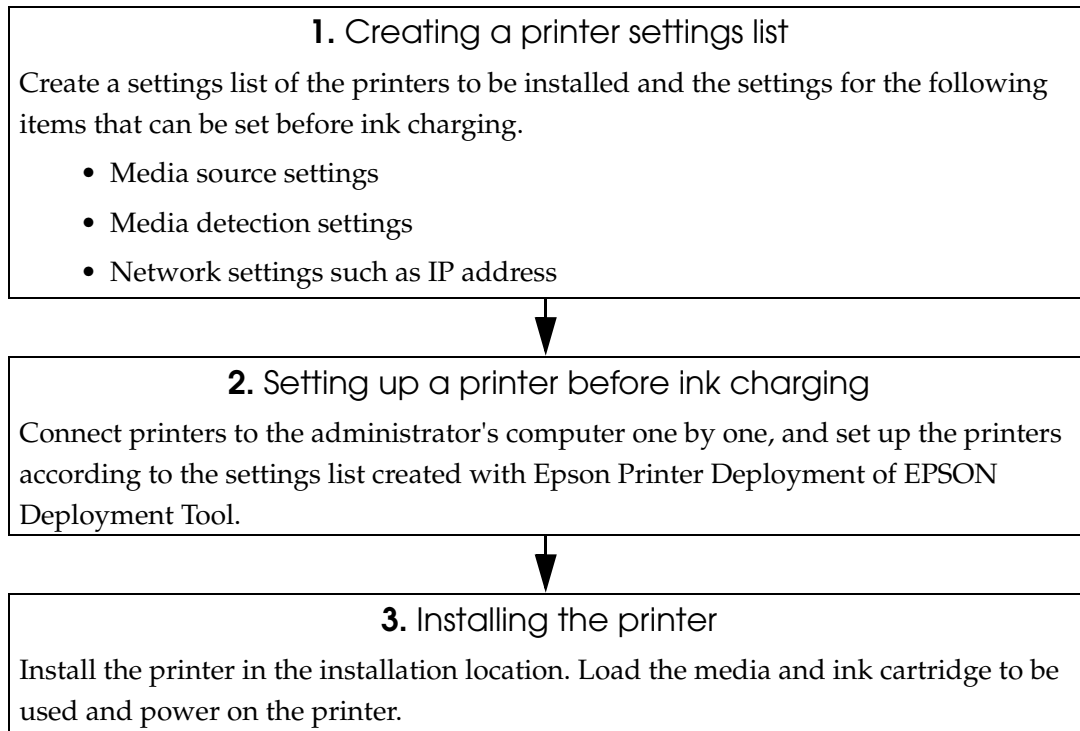 1. Creating a printer settings list
Create a settings list of the printers to be installed and the settings for the following
items that can be set before ink charging.
• Media source settings
• Media detection settings
• Network settings such as IP address
2. Setting up a printer before ink charging
Connect printers to the administrator's computer one by one, and set up the printers
according to the settings list created with Epson Printer Deployment of EPSON
Deployment Tool.
3. Installing the printer
Install the printer in the installation location. Load the media and ink cartridge to be
used and power on the printer.